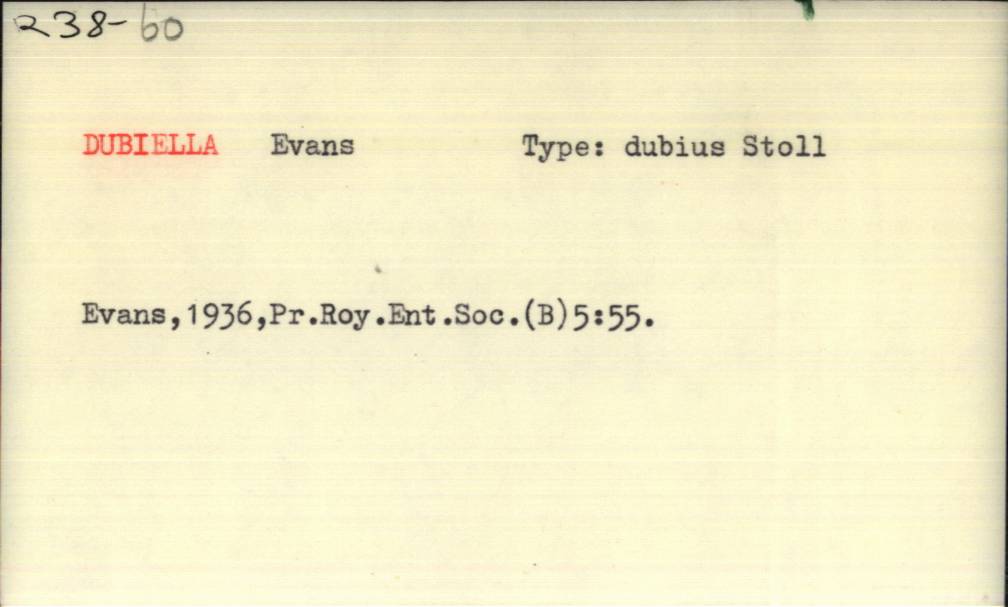 238-60
DUBIELLA Evans Type: dubius Stoll
Evans,1936,Pr.Roy.Ent.Soc.(B)5:55.